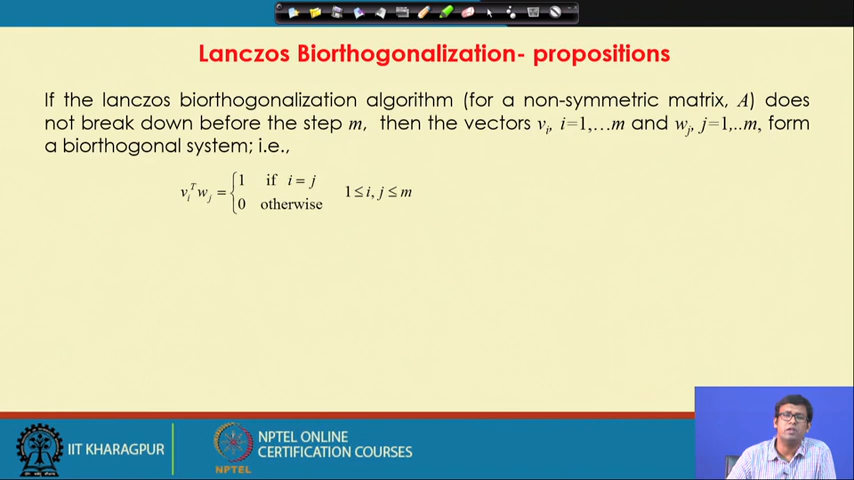 Lanczos Biorthogonalization- propositions
If the lanczos biorthogonalization algorithm (for a non-symmetric matrix, A) does
not break down before the step m, then the vectors vᵢ, i=1,…m and wⱼ, j=1,..m, form
a biorthogonal system; i.e.,
vᵢᵀwⱼ = {1 if i = j
0 otherwise 1 ≤ i, j ≤ m
IIT KHARAGPUR
NPTEL
NPTEL ONLINE
CERTIFICATION COURSES